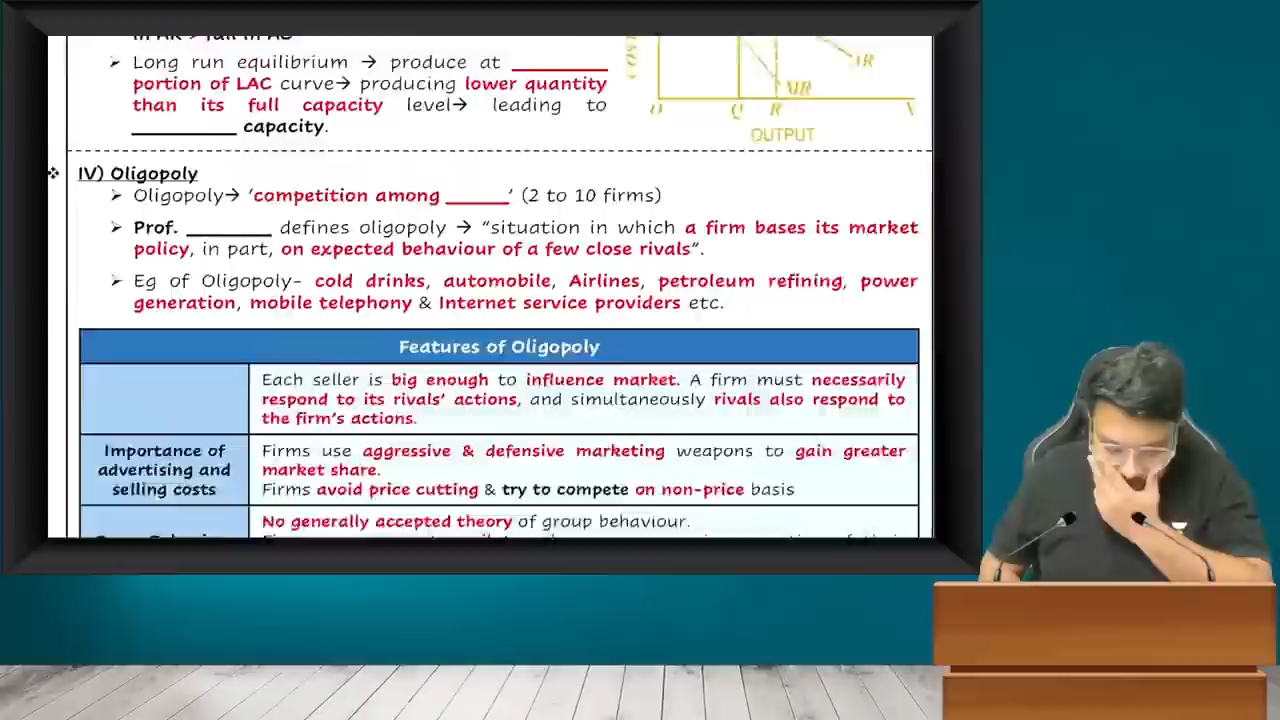 ➢ Long run equilibrium → produce at ________
portion of LAC curve→ producing lower quantity
than its full capacity level→ leading to
________ capacity.
COST
AR
MR
O
Q
R
OUTPUT
❖ IV) Oligopoly
➢ Oligopoly→ ‘competition among ______’ (2 to 10 firms)
➢ Prof. ________ defines oligopoly → “situation in which a firm bases its market
policy, in part, on expected behaviour of a few close rivals”.
➢ Eg of Oligopoly- cold drinks, automobile, Airlines, petroleum refining, power
generation, mobile telephony & Internet service providers etc.
Features of Oligopoly
Each seller is big enough to influence market. A firm must necessarily
respond to its rivals’ actions, and simultaneously rivals also respond to
the firm’s actions.
Importance of
advertising and
selling costs
Firms use aggressive & defensive marketing weapons to gain greater
market share.
Firms avoid price cutting & try to compete on non-price basis
No generally accepted theory of group behaviour.